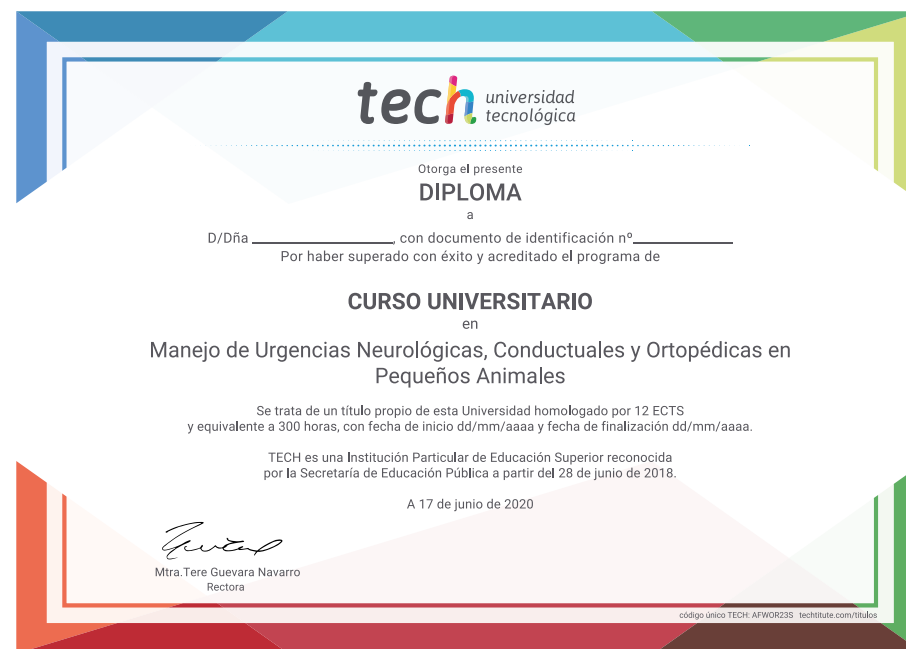 tech universidad
tecnológica
Otorga el presente
DIPLOMA
a
D/Dña ________________, con documento de identificación nº____________
Por haber superado con éxito y acreditado el programa de
CURSO UNIVERSITARIO
en
Manejo de Urgencias Neurológicas, Conductuales y Ortopédicas en
Pequeños Animales
Se trata de un título propio de esta Universidad homologado por 12 ECTS
y equivalente a 300 horas, con fecha de inicio dd/mm/aaaa y fecha de finalización dd/mm/aaaa.
TECH es una Institución Particular de Educación Superior reconocida
por la Secretaría de Educación Pública a partir del 28 de junio de 2018.
A 17 de junio de 2020
Mtra.Tere Guevara Navarro
Rectora
código único TECH: AFWOR23S techtitute.com/titulos